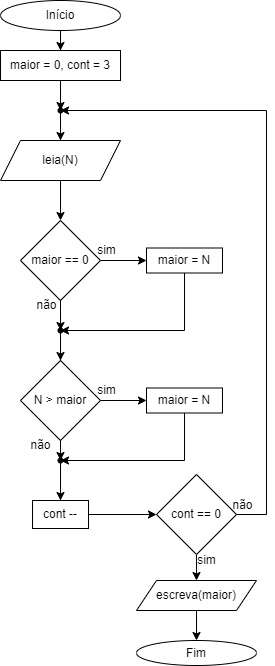 Início
maior = 0, cont = 3
leia(N)
maior == 0
sim
maior = N
não
N > maior
sim
maior = N
não
cont --
cont == 0
não
sim
escreva(maior)
Fim